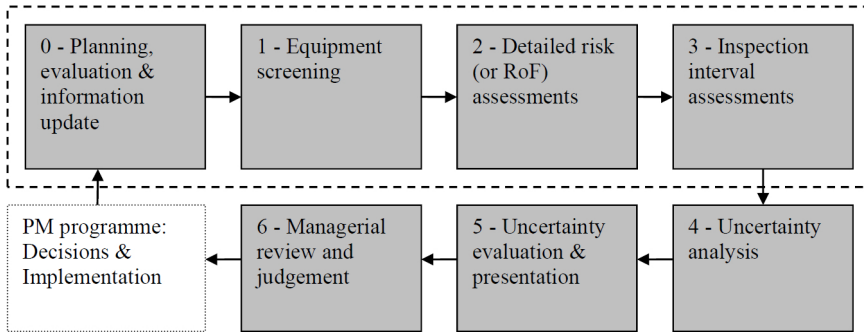 0 - Planning,
evaluation &
information
update
1 - Equipment
screening
2 - Detailed risk
(or RoF)
assessments
3 - Inspection
interval
assessments
PM programme:
Decisions &
Implementation
6 - Managerial
review and
judgement
5 - Uncertainty
evaluation &
presentation
4 - Uncertainty
analysis